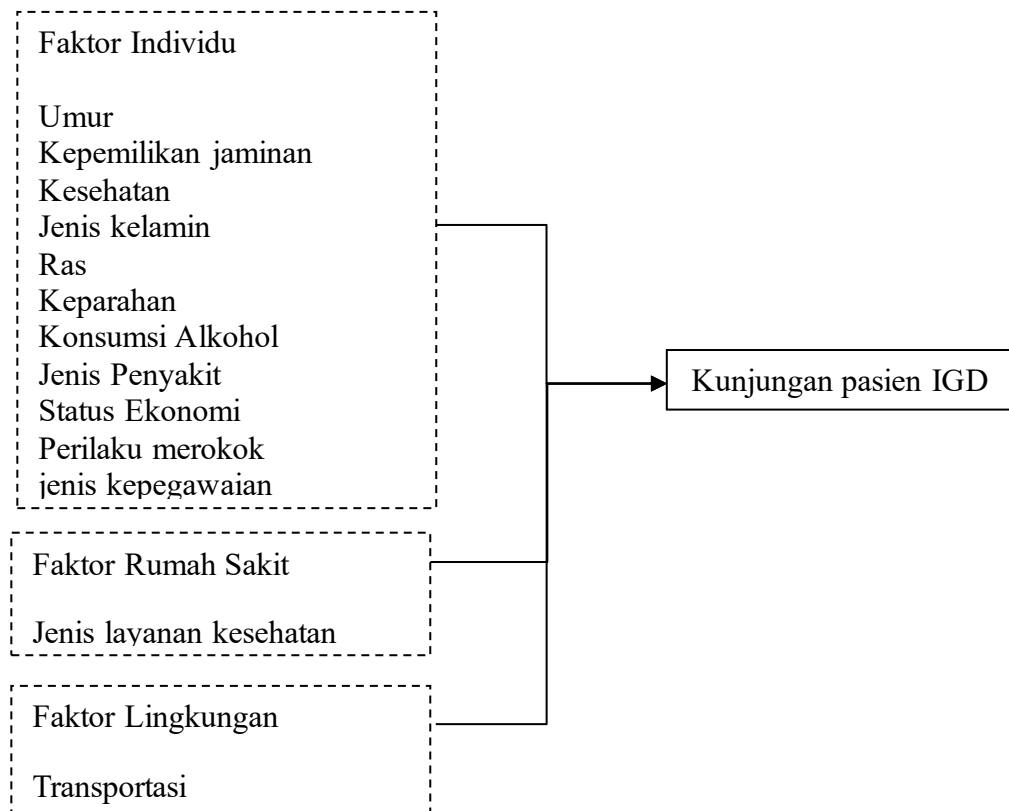 Faktor Individu
Umur
Kepemilikan jaminan
Kesehatan
Jenis kelamin
Ras
Keparahan
Konsumsi Alkohol
Jenis Penyakit
Status Ekonomi
Perilaku merokok
jenis kepegawaian
Kunjungan pasien IGD
Faktor Rumah Sakit
Jenis layanan kesehatan
Faktor Lingkungan
Transportasi